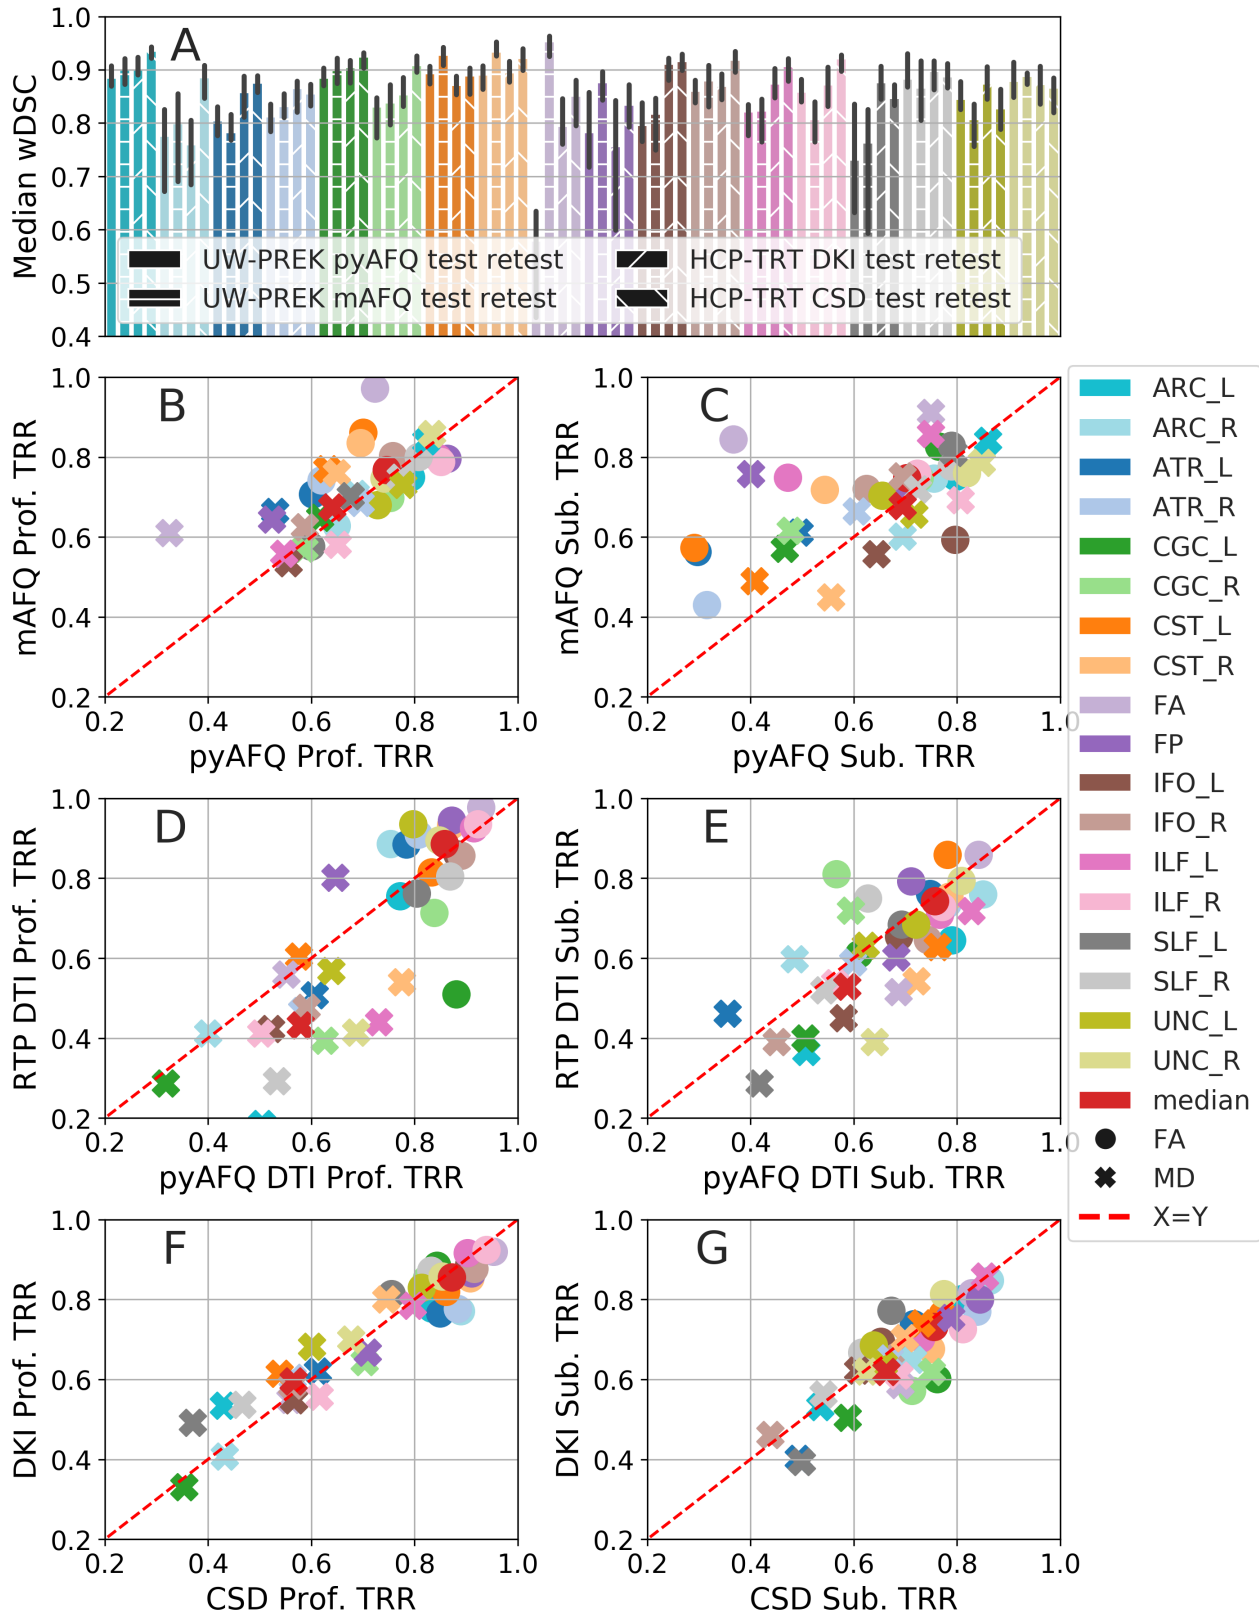 1.0
0.9
0.8
0.7
0.6
0.5
0.4
Median wDSC
A
UW-PREK pyAFQ test retest
UW-PREK mAFQ test retest
HCP-TRT DKI test retest
HCP-TRT CSD test retest
B
1.0
0.8
0.6
0.4
0.2
mAFQ Prof. TRR
0.2 0.4 0.6 0.8 1.0
pyAFQ Prof. TRR
C
1.0
0.8
0.6
0.4
0.2
mAFQ Sub. TRR
0.2 0.4 0.6 0.8 1.0
pyAFQ Sub. TRR
ARC_L
ARC_R
ATR_L
ATR_R
CGC_L
CGC_R
CST_L
CST_R
FA
FP
IFO_L
IFO_R
ILF_L
ILF_R
SLF_L
SLF_R
UNC_L
UNC_R
median
FA
MD
X=Y
D
1.0
0.8
0.6
0.4
0.2
RTP DTI Prof. TRR
0.2 0.4 0.6 0.8 1.0
pyAFQ DTI Prof. TRR
E
1.0
0.8
0.6
0.4
0.2
RTP DTI Sub. TRR
0.2 0.4 0.6 0.8 1.0
pyAFQ DTI Sub. TRR
F
1.0
0.8
0.6
0.4
0.2
DKI Prof. TRR
0.2 0.4 0.6 0.8 1.0
CSD Prof. TRR
G
1.0
0.8
0.6
0.4
0.2
DKI Sub. TRR
0.2 0.4 0.6 0.8 1.0
CSD Sub. TRR